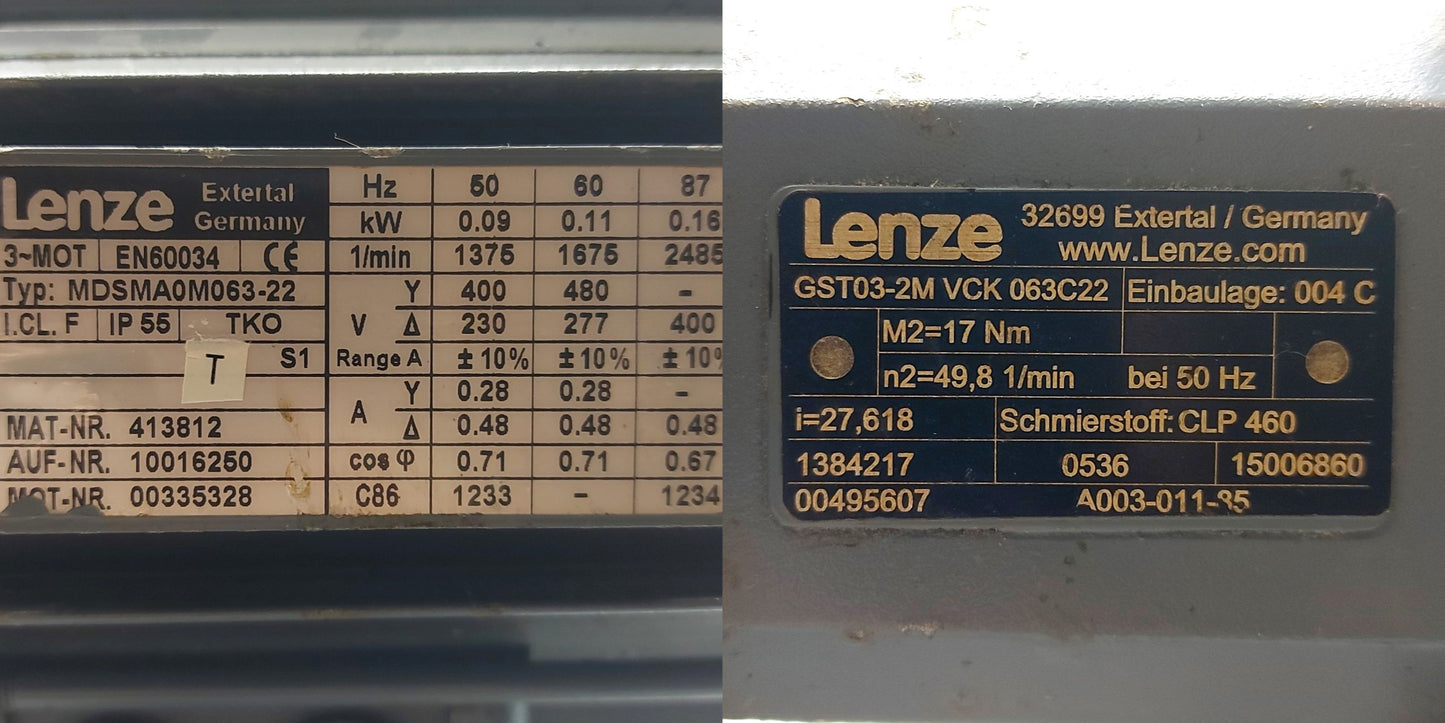 Lenze Extertal Germany Hz 50 60 87
kW 0.09 0.11 0.16
3~MOT EN60034 CE 1/min 1375 1675 2485
Typ: MDSMA0M063-22 Y 400 480 -
I.CL. F IP 55 TKO V Δ 230 277 400
T S1 Range A ±10% ±10% ±10%
A Y 0.28 0.28 -
MAT-NR. 413812 Δ 0.48 0.48 0.48
AUF-NR. 10016250 cos φ 0.71 0.71 0.67
MOT-NR. 00335328 C86 1233 - 1234
Lenze 32699 Extertal / Germany
www.Lenze.com
GST03-2M VCK 063C22 Einbaulage: 004 C
M2=17 Nm
n2=49,8 1/min bei 50 Hz
i=27,618 Schmierstoff: CLP 460
1384217 0536 15006860
00495607